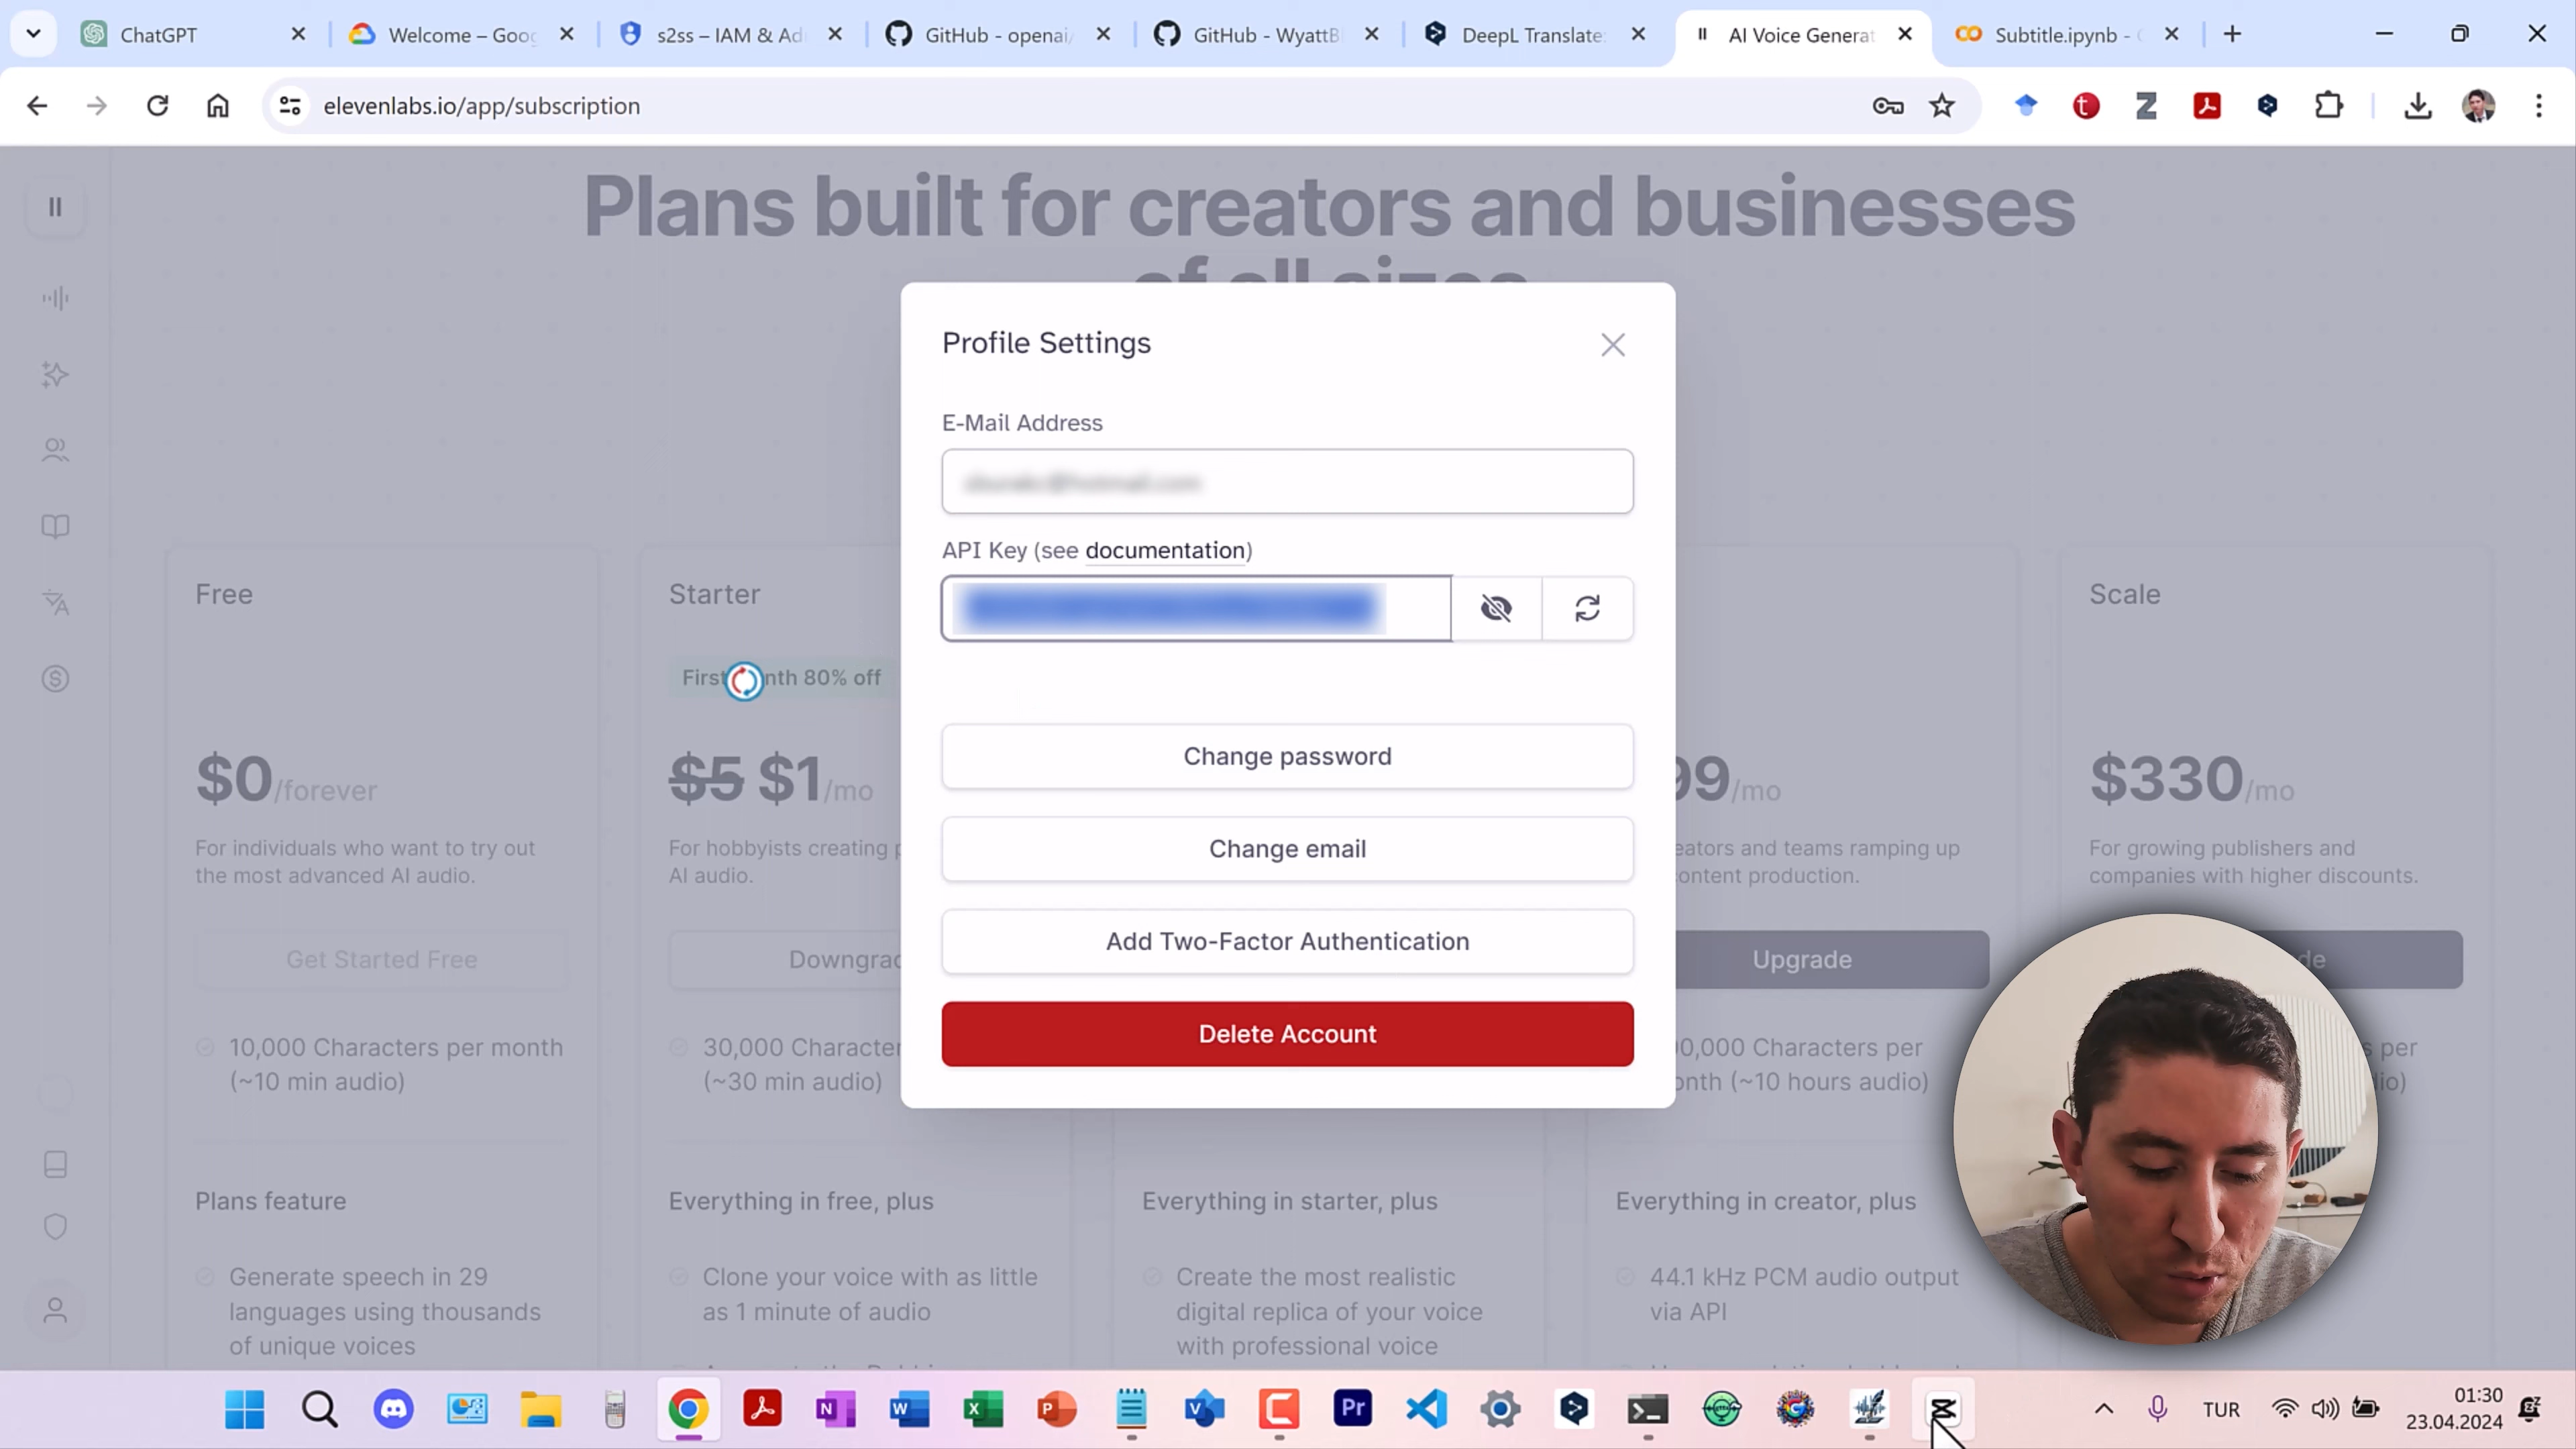 ChatGPT
Welcome – Goog
s2ss – IAM & Ad
GitHub - openai/
GitHub - WyattB
DeepL Translate:
AI Voice Generat
Subtitle.ipynb -
elevenlabs.io/app/subscription
Plans built for creators and businesses
of all sizes
Profile Settings
E-Mail Address
API Key (see documentation)
Change password
Change email
Add Two-Factor Authentication
Delete Account
Free
$0/forever
For individuals who want to try out
the most advanced AI audio.
Get Started Free
10,000 Characters per month
(~10 min audio)
Plans feature
Generate speech in 29
languages using thousands
of unique voices
Starter
First nth 80% off
$5 $1/mo
For hobbyists creating p
AI audio.
Downgrad
30,000 Character
(~30 min audio)
Everything in free, plus
Clone your voice with as little
as 1 minute of audio
Everything in starter, plus
Create the most realistic
digital replica of your voice
with professional voice
99/mo
eators and teams ramping up
ontent production.
Upgrade
00,000 Characters per
onth (~10 hours audio)
Everything in creator, plus
44.1 kHz PCM audio output
via API
Scale
$330/mo
For growing publishers and
companies with higher discounts.
de
s per
io)
TUR
01:30
23.04.2024